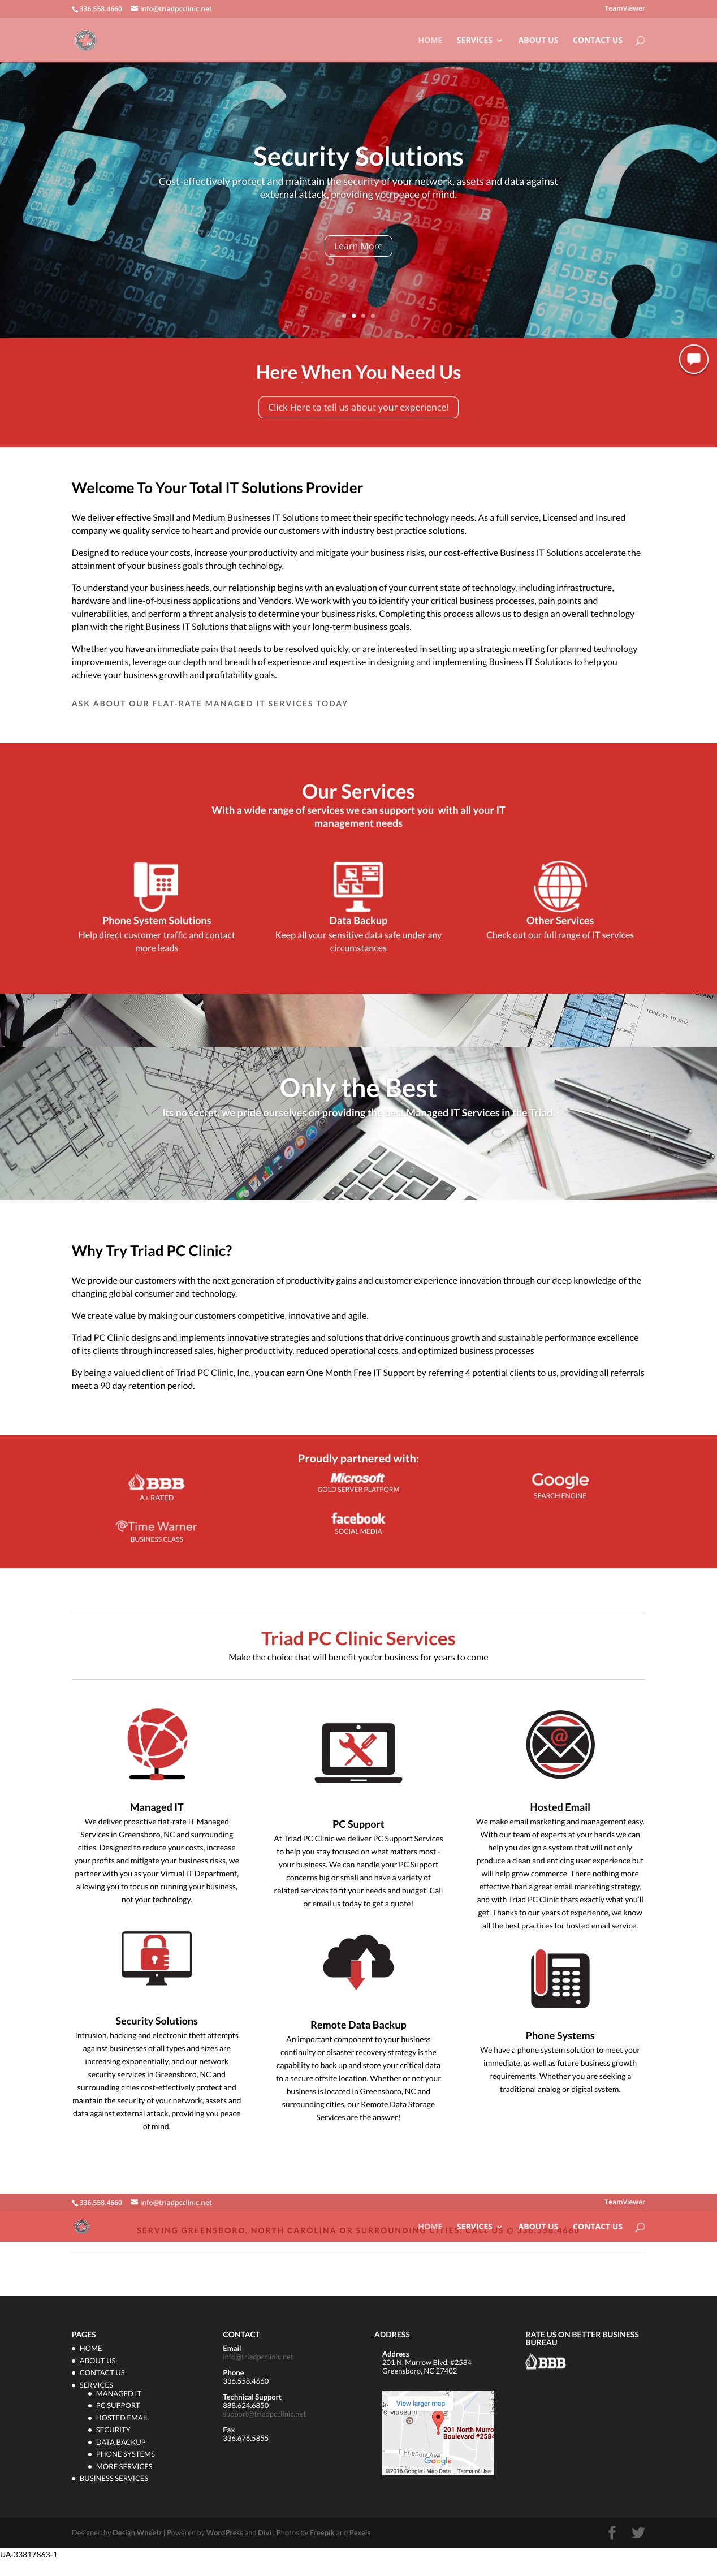 336.558.4660 info@triadpcclinic.net TeamViewer
HOME SERVICES ABOUT US CONTACT US
Security Solutions
Cost-effectively protect and maintain the security of your network, assets and data against
external attack, providing you peace of mind.
Learn More
Here When You Need Us
Click Here to tell us about your experience!
Welcome To Your Total IT Solutions Provider
We deliver effective Small and Medium Businesses IT Solutions to meet their specific technology needs. As a full service, Licensed and Insured
company we quality service to heart and provide our customers with industry best practice solutions.
Designed to reduce your costs, increase your productivity and mitigate your business risks, our cost-effective Business IT Solutions accelerate the
attainment of your business goals through technology.
To understand your business needs, our relationship begins with an evaluation of your current state of technology, including infrastructure,
hardware and line-of-business applications and Vendors. We work with you to identify your critical business processes, pain points and
vulnerabilities, and perform a threat analysis to determine your business risks. Completing this process allows us to design an overall technology
plan with the right Business IT Solutions that aligns with your long-term business goals.
Whether you have an immediate pain that needs to be resolved quickly, or are interested in setting up a strategic meeting for planned technology
improvements, leverage our depth and breadth of experience and expertise in designing and implementing Business IT Solutions to help you
achieve your business growth and profitability goals.
ASK ABOUT OUR FLAT-RATE MANAGED IT SERVICES TODAY
Our Services
With a wide range of services we can support you with all your IT
management needs
Phone System Solutions
Help direct customer traffic and contact
more leads
Data Backup
Keep all your sensitive data safe under any
circumstances
Other Services
Check out our full range of IT services
Only the Best
Its no secret, we pride ourselves on providing the best Managed IT Services in the Triad.
Why Try Triad PC Clinic?
We provide our customers with the next generation of productivity gains and customer experience innovation through our deep knowledge of the
changing global consumer and technology.
We create value by making our customers competitive, innovative and agile.
Triad PC Clinic designs and implements innovative strategies and solutions that drive continuous growth and sustainable performance excellence
of its clients through increased sales, higher productivity, reduced operational costs, and optimized business processes
By being a valued client of Triad PC Clinic, Inc., you can earn One Month Free IT Support by referring 4 potential clients to us, providing all referrals
meet a 90 day retention period.
Proudly partnered with:
BBB
A+ RATED
Microsoft
GOLD SERVER PLATFORM
Google
SEARCH ENGINE
Time Warner
BUSINESS CLASS
facebook
SOCIAL MEDIA
Triad PC Clinic Services
Make the choice that will benefit you'er business for years to come
Managed IT
We deliver proactive flat-rate IT Managed
Services in Greensboro, NC and surrounding
cities. Designed to reduce your costs, increase
your profits and mitigate your business risks, we
partner with you as your Virtual IT Department,
allowing you to focus on running your business,
not your technology.
PC Support
At Triad PC Clinic we deliver PC Support Services
to help you stay focused on what matters most -
your business. We can handle your PC Support
concerns big or small and have a variety of
related services to fit your needs and budget. Call
or email us today to get a quote!
Hosted Email
We make email marketing and management easy.
With our team of experts at your hands we can
help you design a system that will not only
produce a clean and enticing user experience but
will help grow commerce. There nothing more
effective than a great email marketing strategy,
and with Triad PC Clinic thats exactly what you'll
get. Thanks to our years of experience, we know
all the best practices for hosted email service.
Security Solutions
Intrusion, hacking and electronic theft attempts
against businesses of all types and sizes are
increasing exponentially, and our network
security services in Greensboro, NC and
surrounding cities cost-effectively protect and
maintain the security of your network, assets and
data against external attack, providing you peace
of mind.
Remote Data Backup
An important component to your business
continuity or disaster recovery strategy is the
capability to back up and store your critical data
to a secure offsite location. Whether or not your
business is located in Greensboro, NC and
surrounding cities, our Remote Data Storage
Services are the answer!
Phone Systems
We have a phone system solution to meet your
immediate, as well as future business growth
requirements. Whether you are seeking a
traditional analog or digital system.
336.558.4660 info@triadpcclinic.net TeamViewer
HOME SERVICES ABOUT US CONTACT US
SERVING GREENSBORO, NORTH CAROLINA OR SURROUNDING CITIES, CALL US @ 336.558.4660
PAGES
HOME
ABOUT US
CONTACT US
SERVICES
MANAGED IT
PC SUPPORT
HOSTED EMAIL
SECURITY
DATA BACKUP
PHONE SYSTEMS
MORE SERVICES
BUSINESS SERVICES
CONTACT
Email
info@triadpcclinic.net
Phone
336.558.4660
Technical Support
888.624.6850
support@triadpcclinic.net
Fax
336.676.5855
ADDRESS
Address
201 N. Murrow Blvd, #2584
Greensboro, NC 27402
View larger map
201 North Murro
Boulevard #2584
E Friendly Ave
Google
©2016 Google - Map Data Terms of Use
RATE US ON BETTER BUSINESS
BUREAU
BBB
Designed by Design Wheelz | Powered by WordPress and Divi | Photos by Freepik and Pexels
UA-33817863-1